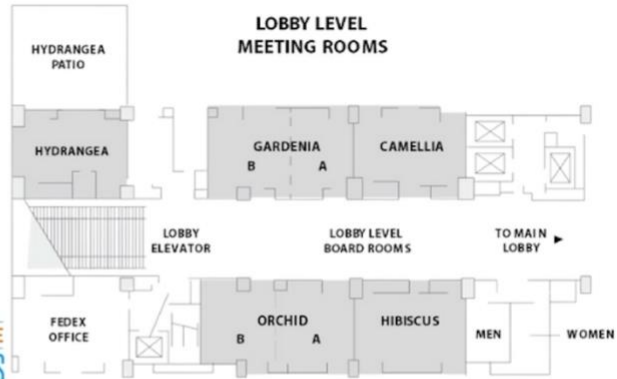 LOBBY LEVEL
MEETING ROOMS
HYDRANGEA
PATIO
HYDRANGEA
GARDENIA
B A
CAMELLIA
LOBBY
ELEVATOR
LOBBY LEVEL
BOARD ROOMS
TO MAIN
LOBBY
FEDEX
OFFICE
ORCHID
B A
HIBISCUS
MEN
WOMEN